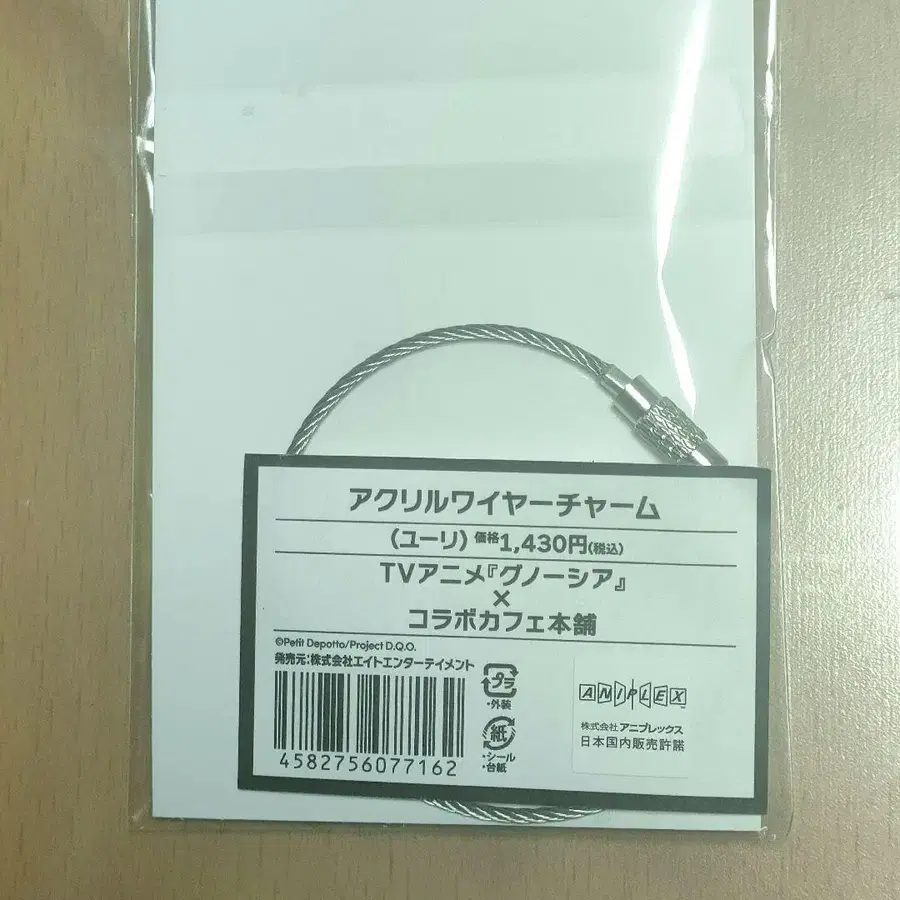 アクリルワイヤーチャーム
(ユーリ) 価格1,430円(税込)
TVアニメ『グノーシア』
×
コラボカフェ本舗
©Petit Depotto/Project D.Q.O.
発売元:株式会社エイトエンターテイメント
4582756077162
プラ
・外装
紙
・シール
・台紙
ANIPLEX
株式会社 アニプレックス
日本国内販売許諾